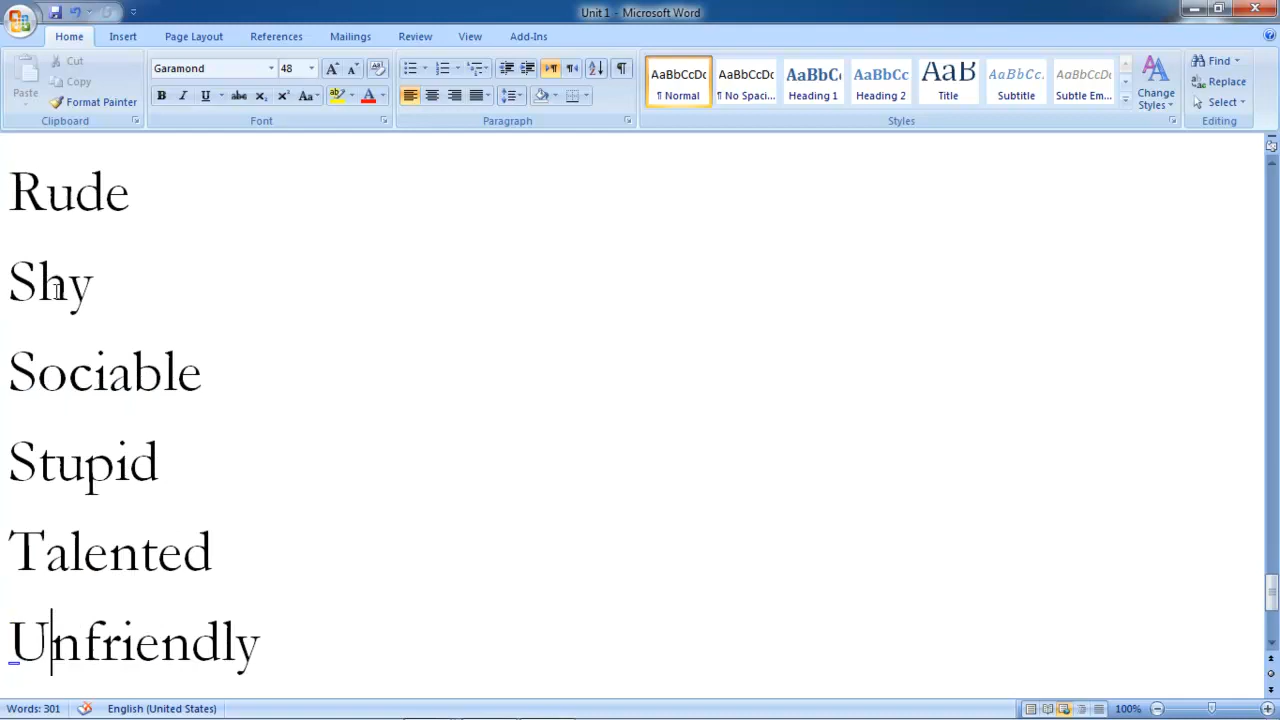 Unit 1 - Microsoft Word
Home Insert Page Layout References Mailings Review View Add-Ins
Paste
Cut
Copy
Format Painter
Clipboard
Garamond 48
Font
Paragraph
AaBbCcDc AaBbCcDc AaBbC AaBbCc AaB AaBbCc. AaBbCcDc
¶ Normal ¶ No Spaci... Heading 1 Heading 2 Title Subtitle Subtle Em...
Change Styles
Styles
Find
Replace
Select
Editing
Rude
Shy
Sociable
Stupid
Talented
Unfriendly
Words: 301 English (United States) 100%